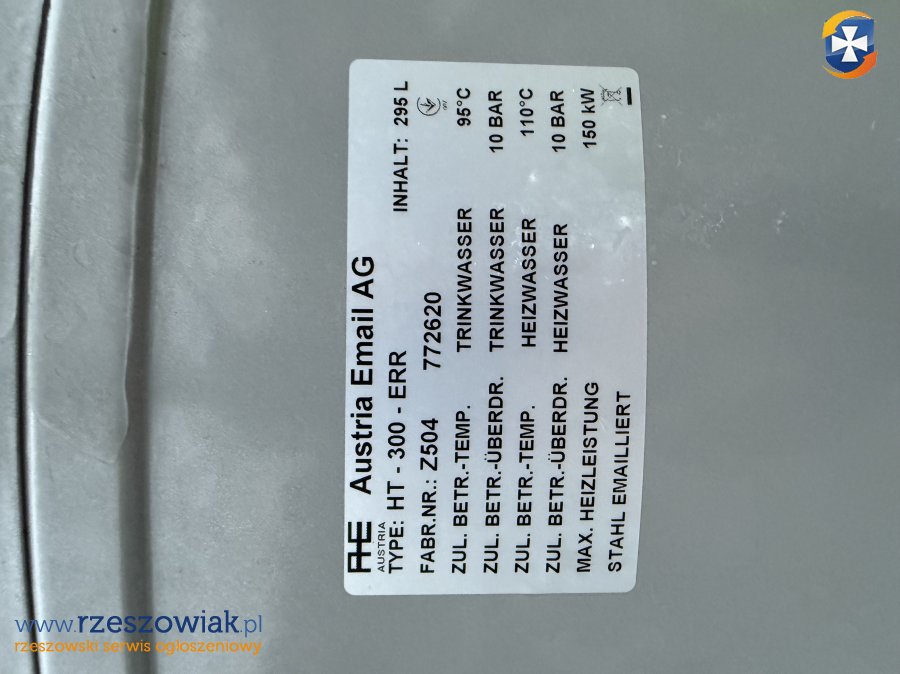 AE Austria Email AG
AUSTRIA
TYPE: HT - 300 - ERR INHALT: 295 L
FABR.NR.: Z504 772620
ZUL. BETR.-TEMP. TRINKWASSER 95°C
ZUL. BETR.-ÜBERDR. TRINKWASSER 10 BAR
ZUL. BETR.-TEMP. HEIZWASSER 110°C
ZUL. BETR.-ÜBERDR. HEIZWASSER 10 BAR
MAX. HEIZLEISTUNG 150 kW
STAHL EMAILLIERT
www.rzeszowiak.pl
rzeszowski serwis ogłoszeniowy